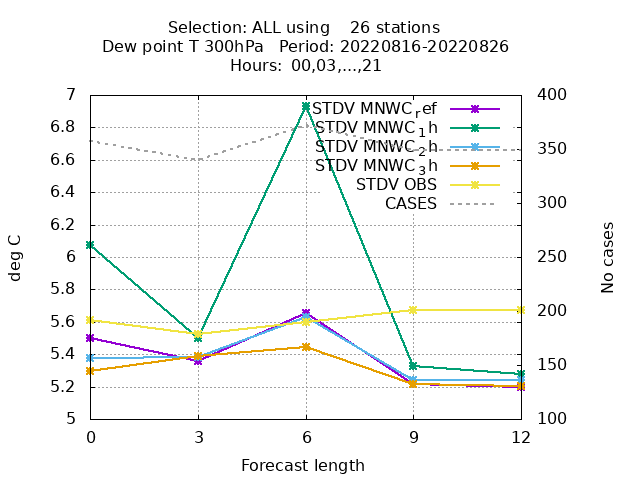 Selection: ALL using 26 stations
Dew point T 300hPa Period: 20220816-20220826
Hours: 00,03,...,21
7
6.8
6.6
6.4
6.2
6
5.8
5.6
5.4
5.2
5
400
350
300
250
200
150
100
0 3 6 9 12
deg C
No cases
Forecast length
STDV MNWC_ref
STDV MNWC_1h
STDV MNWC_2h
STDV MNWC_3h
STDV OBS
CASES